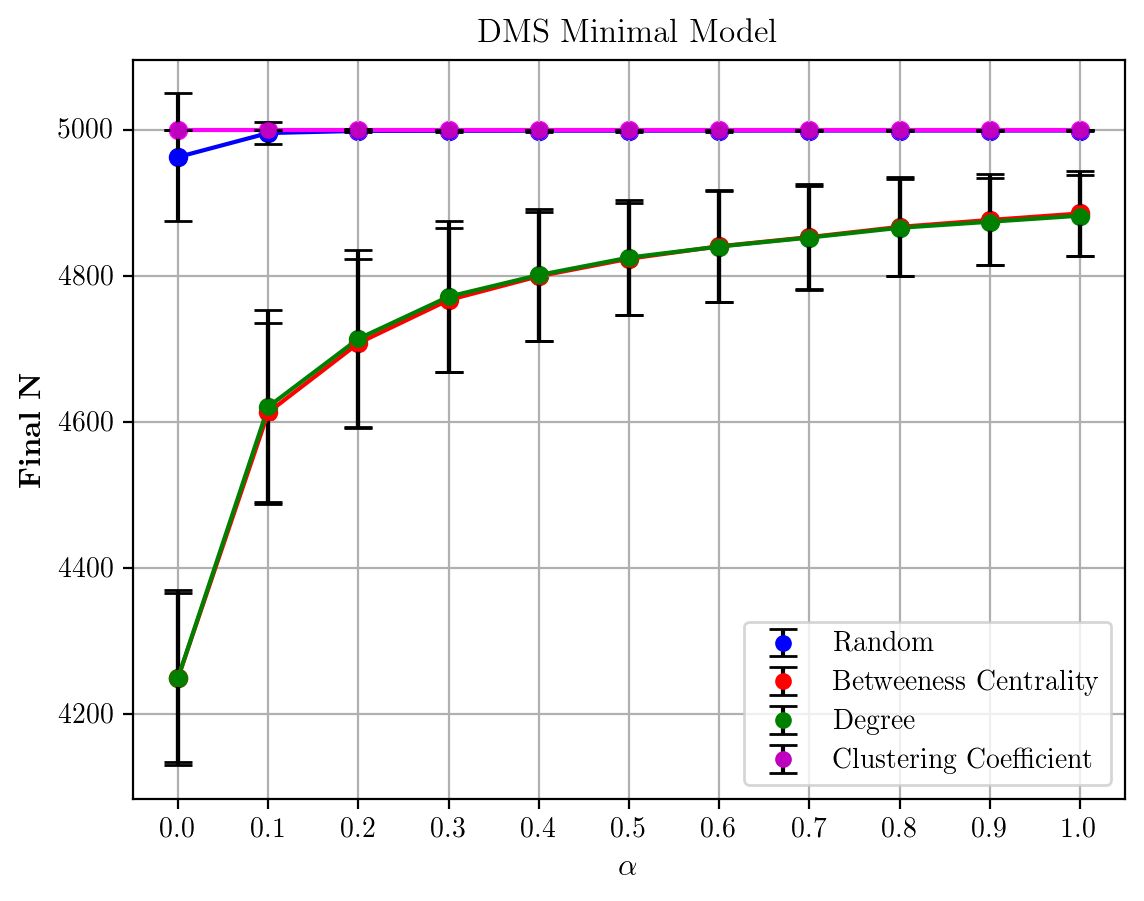 DMS Minimal Model
Final N
5000
4800
4600
4400
4200
Random
Betweeness Centrality
Degree
Clustering Coefficient
0.0 0.1 0.2 0.3 0.4 0.5 0.6 0.7 0.8 0.9 1.0
α